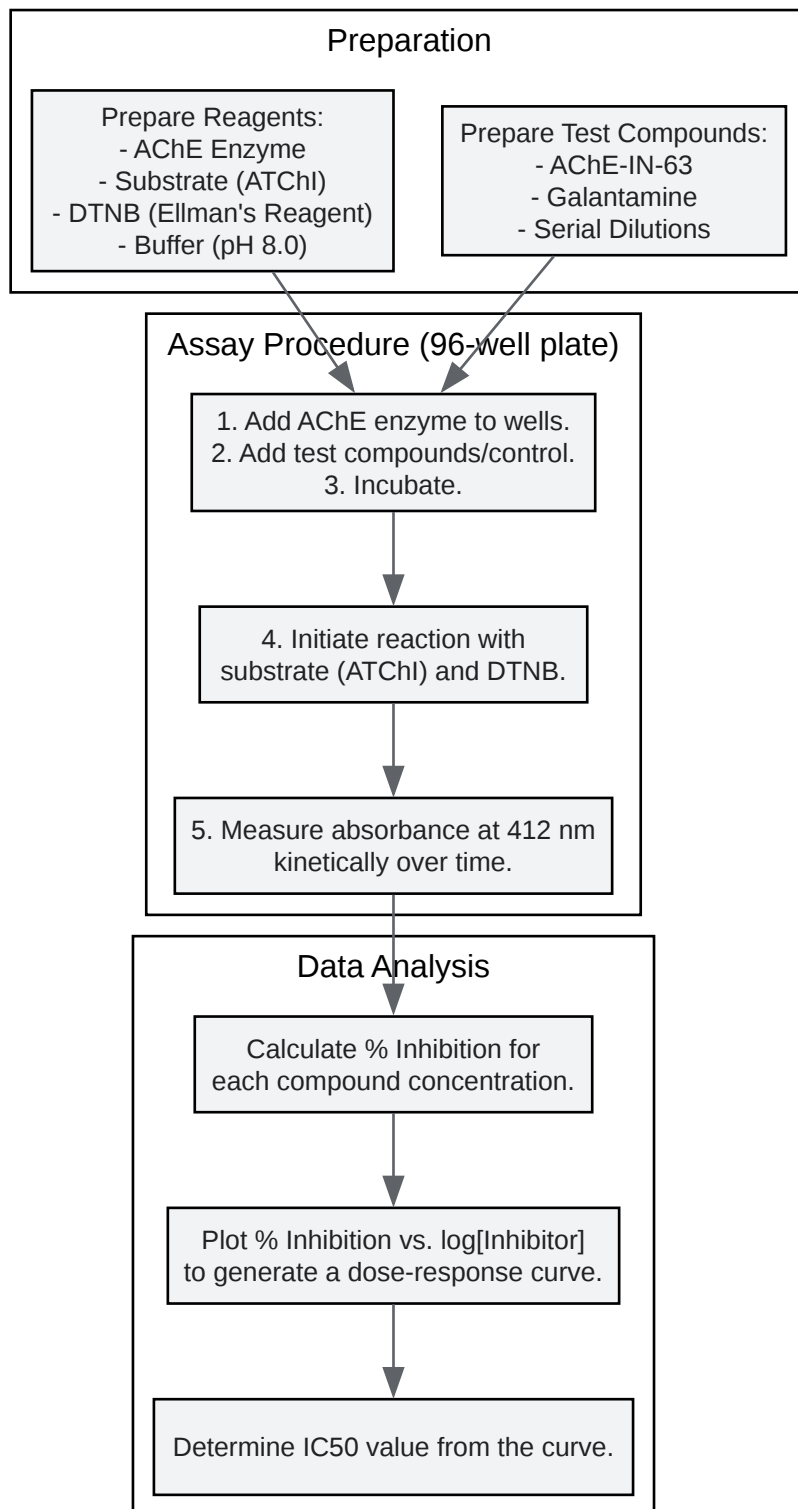 Preparation
Prepare Reagents:
- AChE Enzyme
- Substrate (ATChI)
- DTNB (Ellman's Reagent)
- Buffer (pH 8.0)
Prepare Test Compounds:
- AChE-IN-63
- Galantamine
- Serial Dilutions
Assay Procedure (96-well plate)
1. Add AChE enzyme to wells.
2. Add test compounds/control.
3. Incubate.
4. Initiate reaction with
substrate (ATChI) and DTNB.
5. Measure absorbance at 412 nm
kinetically over time.
Data Analysis
Calculate % Inhibition for
each compound concentration.
Plot % Inhibition vs. log[Inhibitor]
to generate a dose-response curve.
Determine IC50 value from the curve.